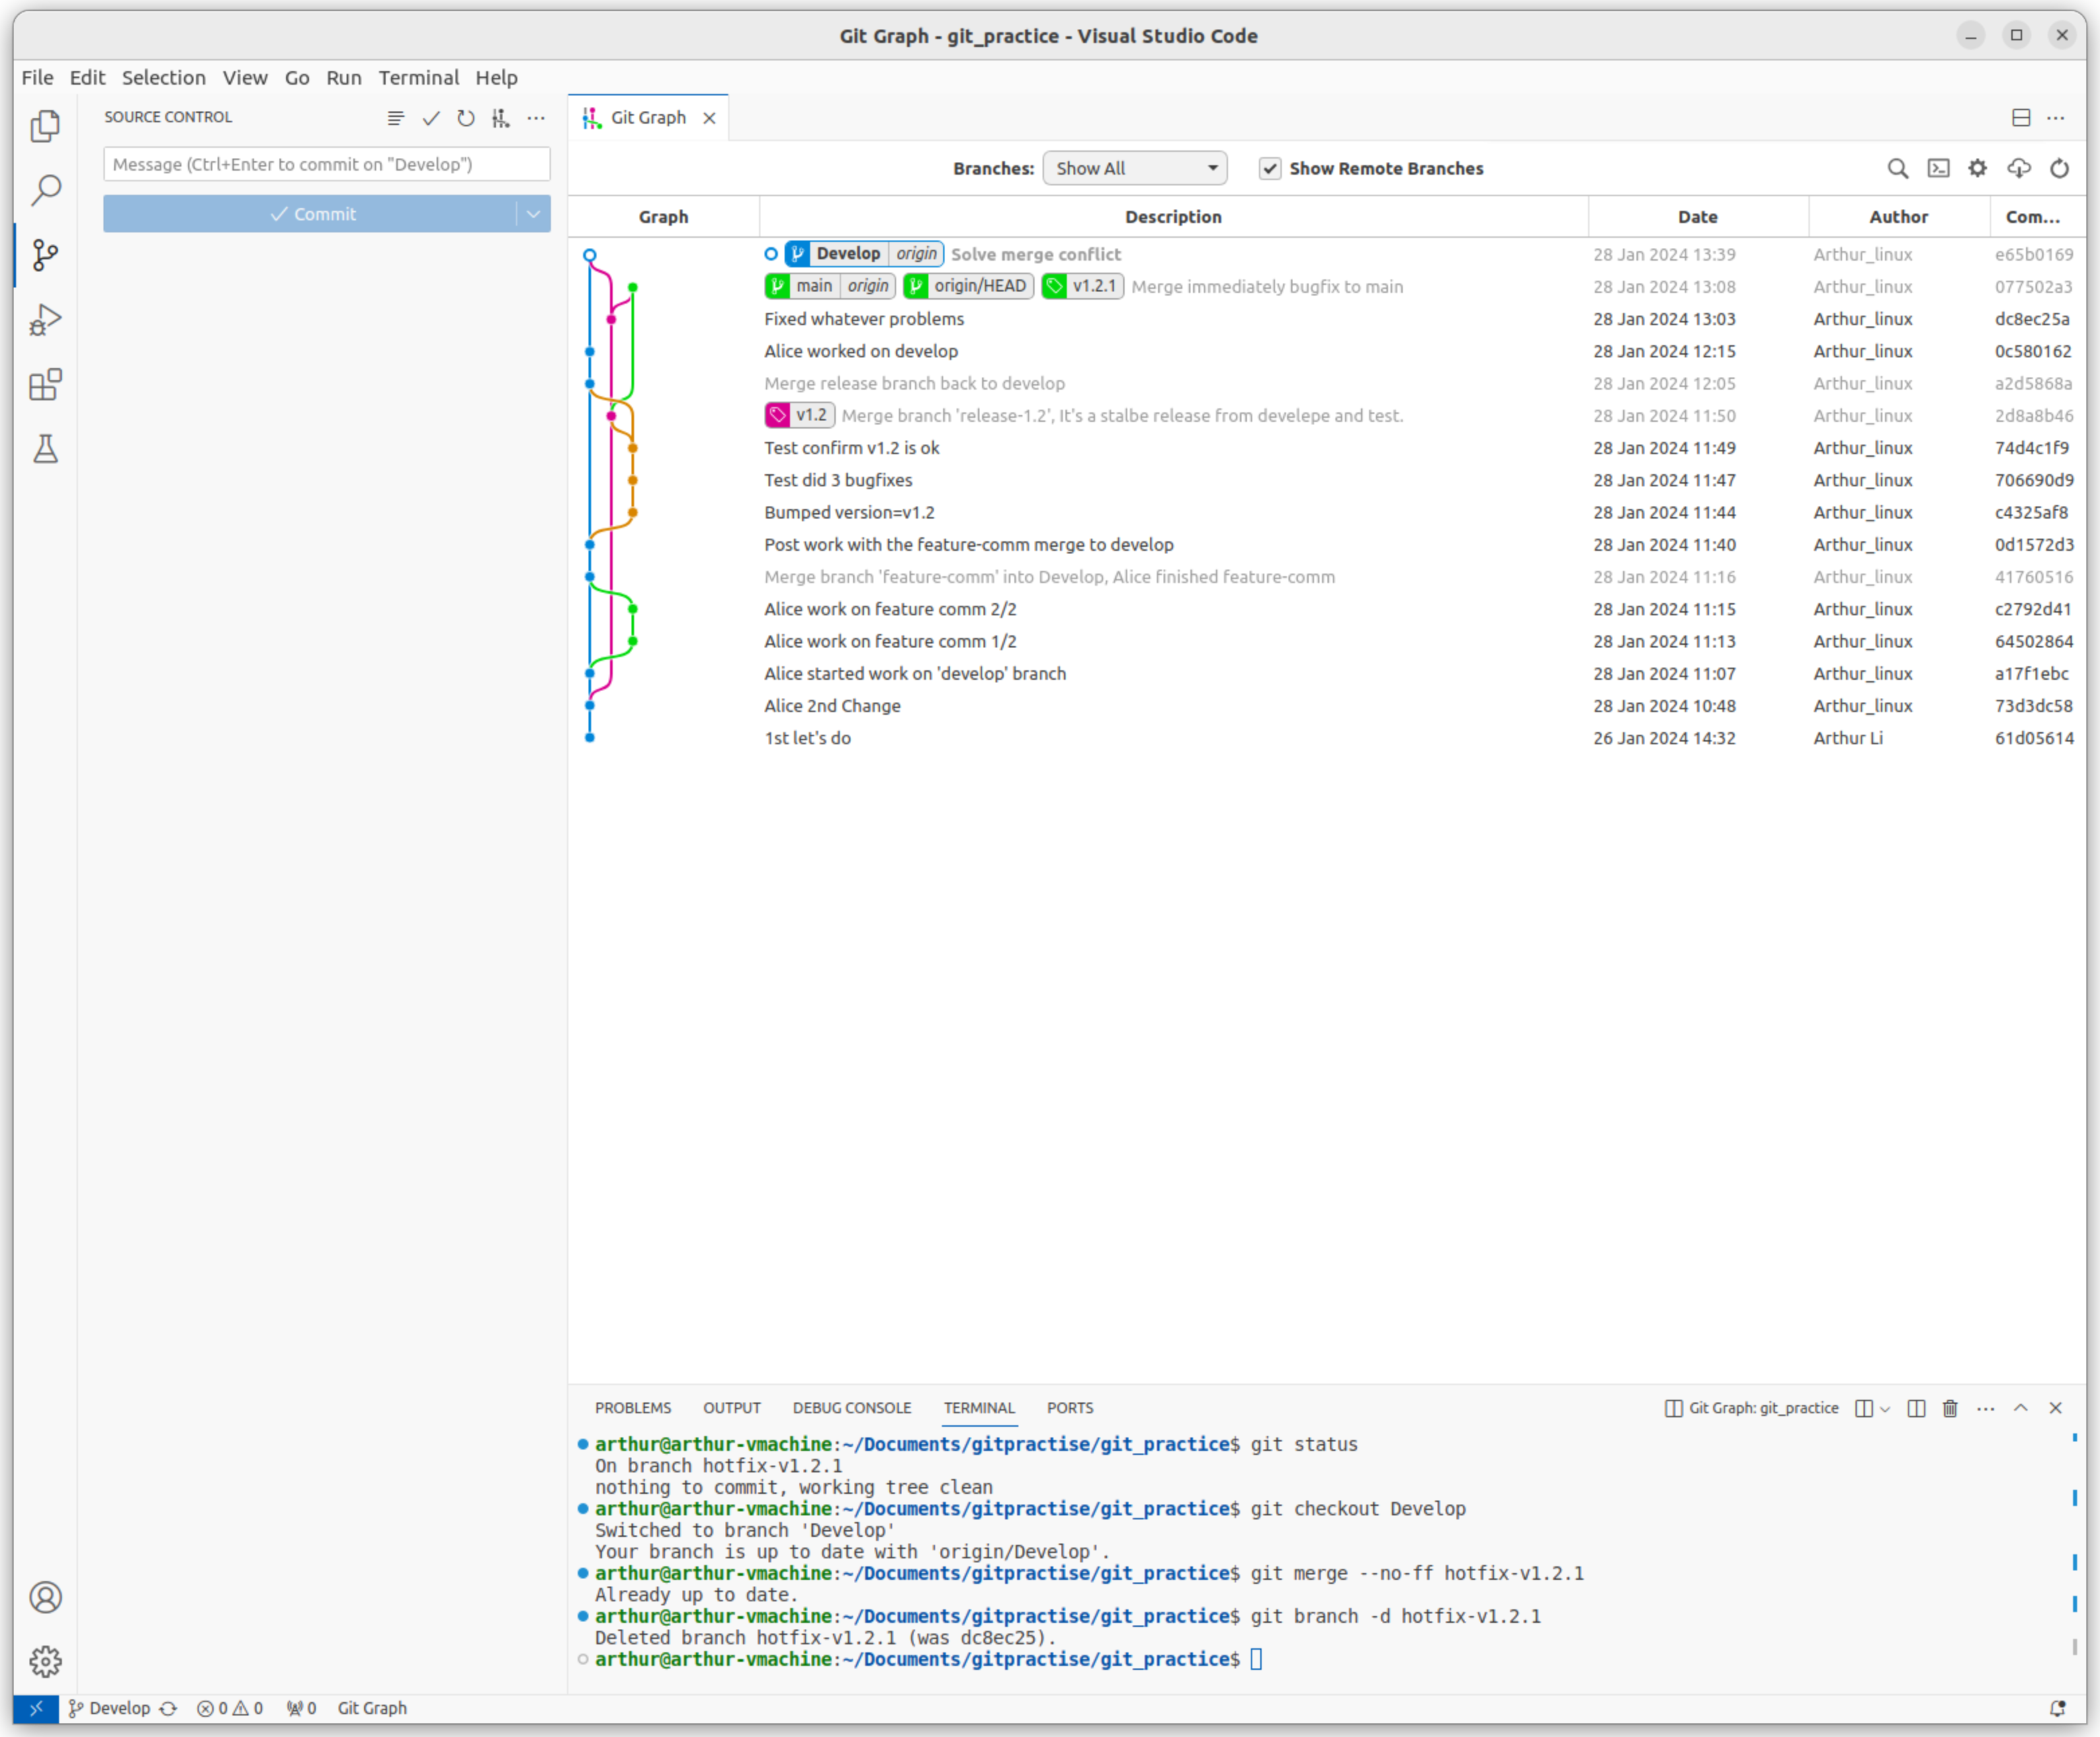 Git Graph - git_practice - Visual Studio Code
File Edit Selection View Go Run Terminal Help
SOURCE CONTROL
Message (Ctrl+Enter to commit on "Develop")
Commit
Git Graph
Branches: Show All Show Remote Branches
Graph Description Date Author Com...
Develop origin Solve merge conflict 28 Jan 2024 13:39 Arthur_linux e65b0169
main origin origin/HEAD v1.2.1 Merge immediately bugfix to main 28 Jan 2024 13:08 Arthur_linux 077502a3
Fixed whatever problems 28 Jan 2024 13:03 Arthur_linux dc8ec25a
Alice worked on develop 28 Jan 2024 12:15 Arthur_linux 0c580162
Merge release branch back to develop 28 Jan 2024 12:05 Arthur_linux a2d5868a
v1.2 Merge branch 'release-1.2', It's a stalbe release from develepe and test. 28 Jan 2024 11:50 Arthur_linux 2d8a8b46
Test confirm v1.2 is ok 28 Jan 2024 11:49 Arthur_linux 74d4c1f9
Test did 3 bugfixes 28 Jan 2024 11:47 Arthur_linux 706690d9
Bumped version=v1.2 28 Jan 2024 11:44 Arthur_linux c4325af8
Post work with the feature-comm merge to develop 28 Jan 2024 11:40 Arthur_linux 0d1572d3
Merge branch 'feature-comm' into Develop, Alice finished feature-comm 28 Jan 2024 11:16 Arthur_linux 41760516
Alice work on feature comm 2/2 28 Jan 2024 11:15 Arthur_linux c2792d41
Alice work on feature comm 1/2 28 Jan 2024 11:13 Arthur_linux 64502864
Alice started work on 'develop' branch 28 Jan 2024 11:07 Arthur_linux a17f1ebc
Alice 2nd Change 28 Jan 2024 10:48 Arthur_linux 73d3dc58
1st let's do 26 Jan 2024 14:32 Arthur Li 61d05614
PROBLEMS OUTPUT DEBUG CONSOLE TERMINAL PORTS Git Graph: git_practice
arthur@arthur-vmachine:~/Documents/gitpractise/git_practice$ git status
On branch hotfix-v1.2.1
nothing to commit, working tree clean
arthur@arthur-vmachine:~/Documents/gitpractise/git_practice$ git checkout Develop
Switched to branch 'Develop'
Your branch is up to date with 'origin/Develop'.
arthur@arthur-vmachine:~/Documents/gitpractise/git_practice$ git merge --no-ff hotfix-v1.2.1
Already up to date.
arthur@arthur-vmachine:~/Documents/gitpractise/git_practice$ git branch -d hotfix-v1.2.1
Deleted branch hotfix-v1.2.1 (was dc8ec25).
arthur@arthur-vmachine:~/Documents/gitpractise/git_practice$
Develop 0 0 0 Git Graph